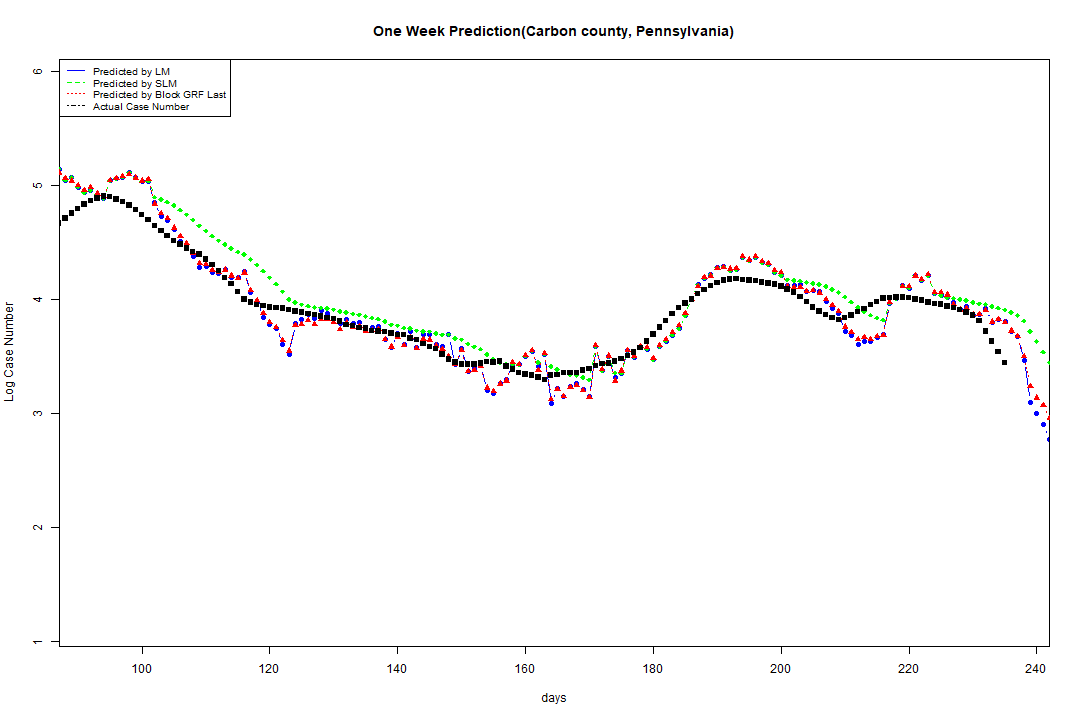 One Week Prediction(Carbon county, Pennsylvania)
Predicted by LM
Predicted by SLM
Predicted by Block GRF Last
Actual Case Number
6
5
4
3
2
1
Log Case Number
100 120 140 160 180 200 220 240
days